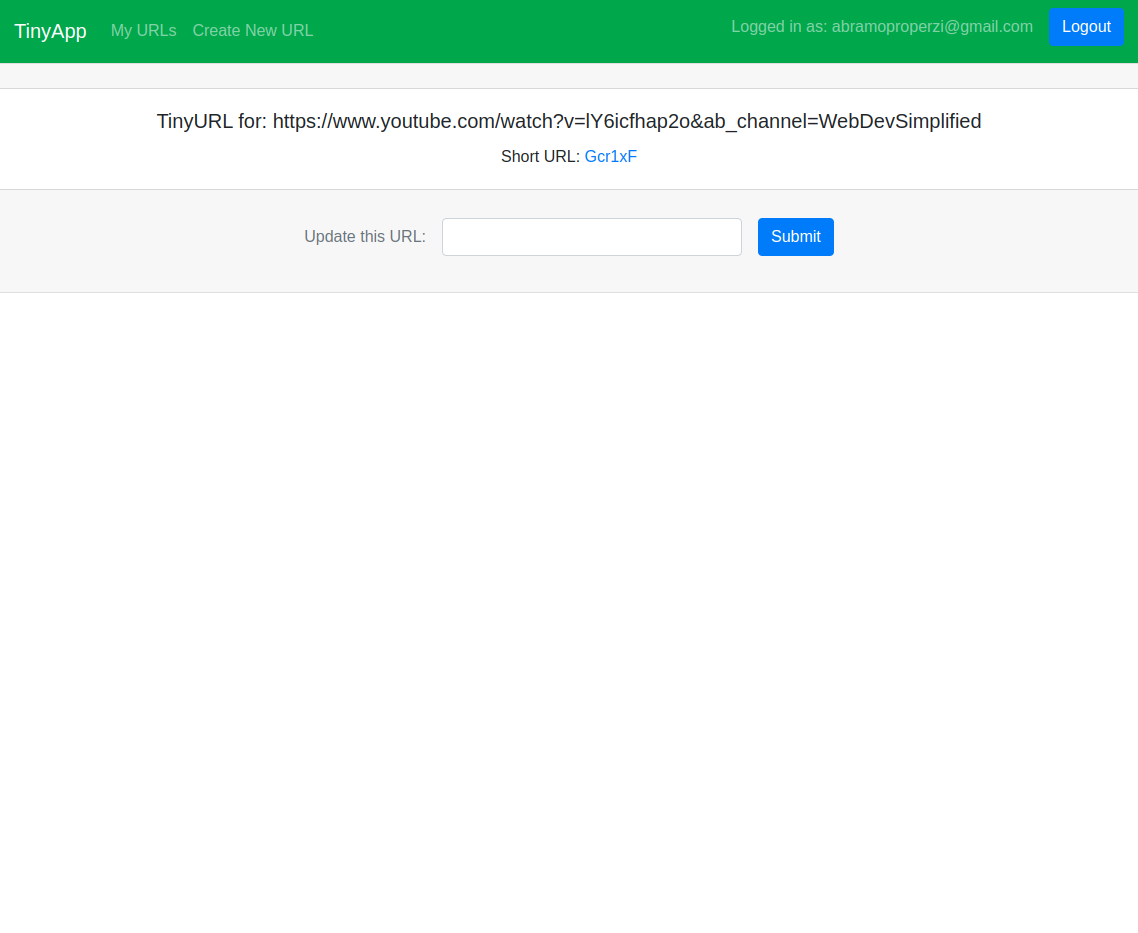 TinyApp My URLs Create New URL Logged in as: abramoproperzi@gmail.com Logout
TinyURL for: https://www.youtube.com/watch?v=lY6icfhap2o&ab_channel=WebDevSimplified
Short URL: Gcr1xF
Update this URL: Submit